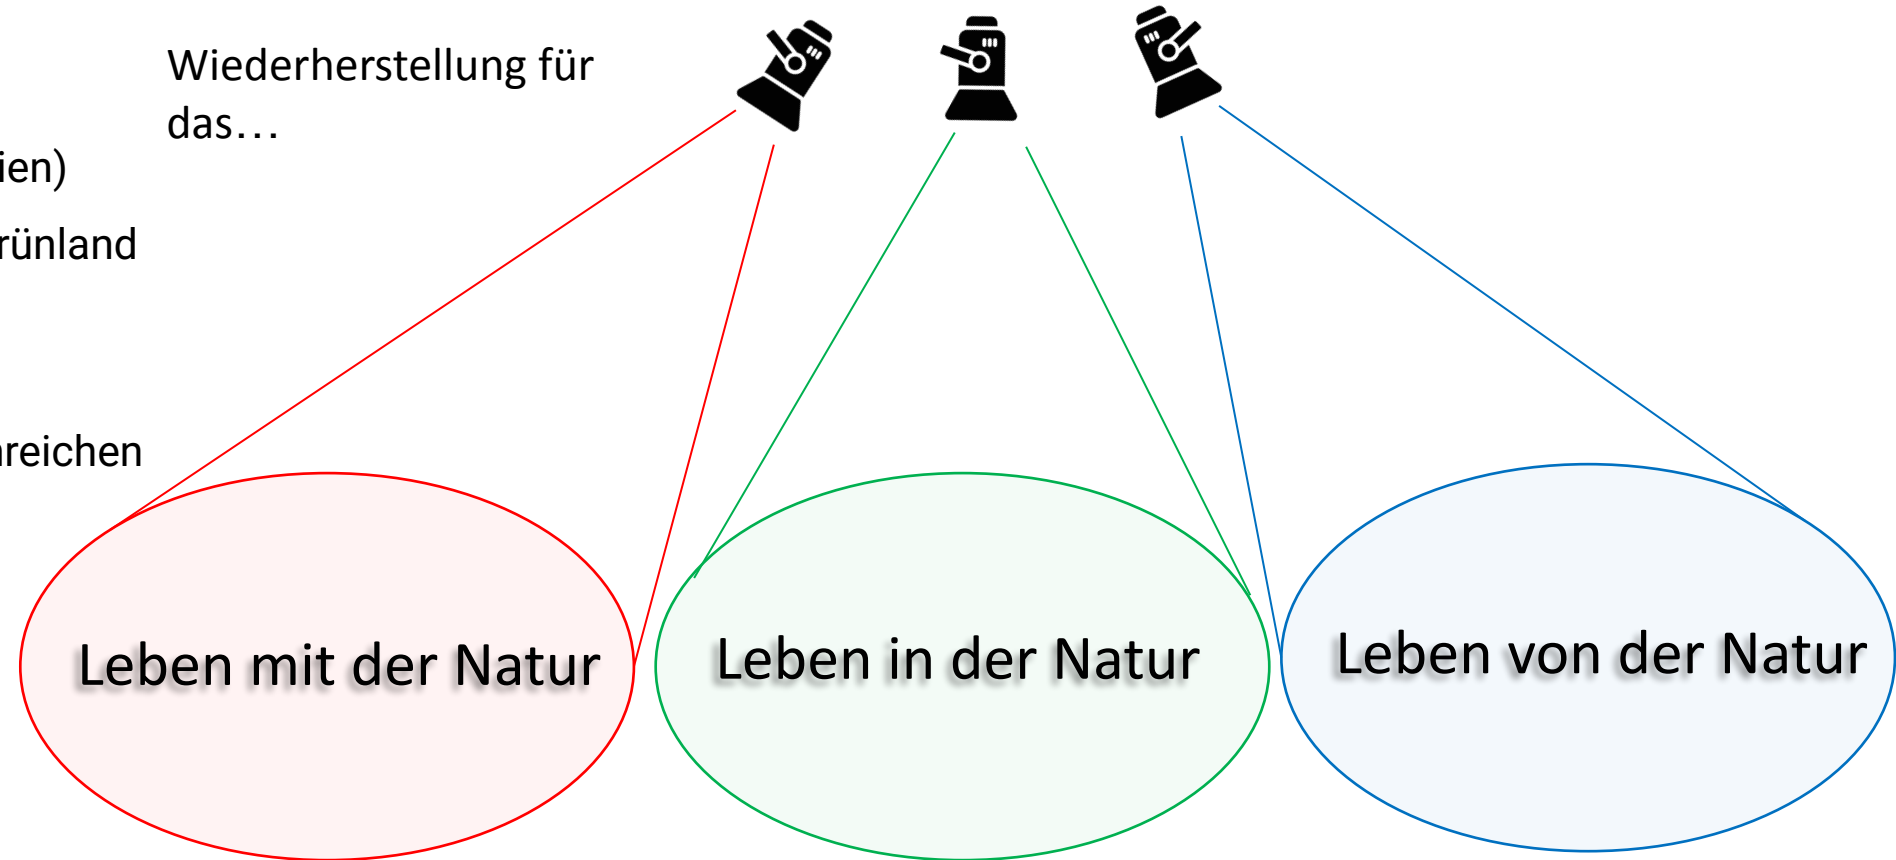 Wiederherstellung für
das…
ien)
rünland
reichen
Leben mit der Natur
Leben in der Natur
Leben von der Natur